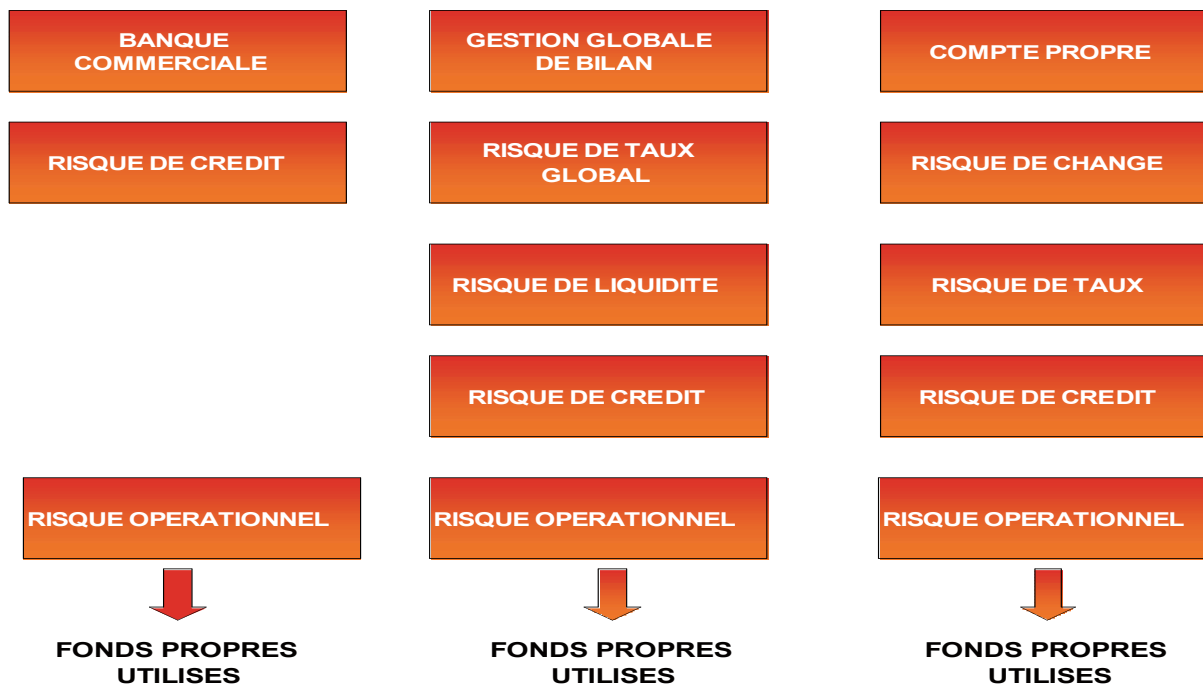 BANQUE
COMMERCIALE
GESTION GLOBALE
DE BILAN
COMPTE PROPRE
RISQUE DE CREDIT
RISQUE DE TAUX
GLOBAL
RISQUE DE CHANGE
RISQUE DE LIQUIDITE
RISQUE DE TAUX
RISQUE DE CREDIT
RISQUE DE CREDIT
RISQUE OPERATIONNEL
RISQUE OPERATIONNEL
RISQUE OPERATIONNEL
FONDS PROPRES
UTILISES
FONDS PROPRES
UTILISES
FONDS PROPRES
UTILISES